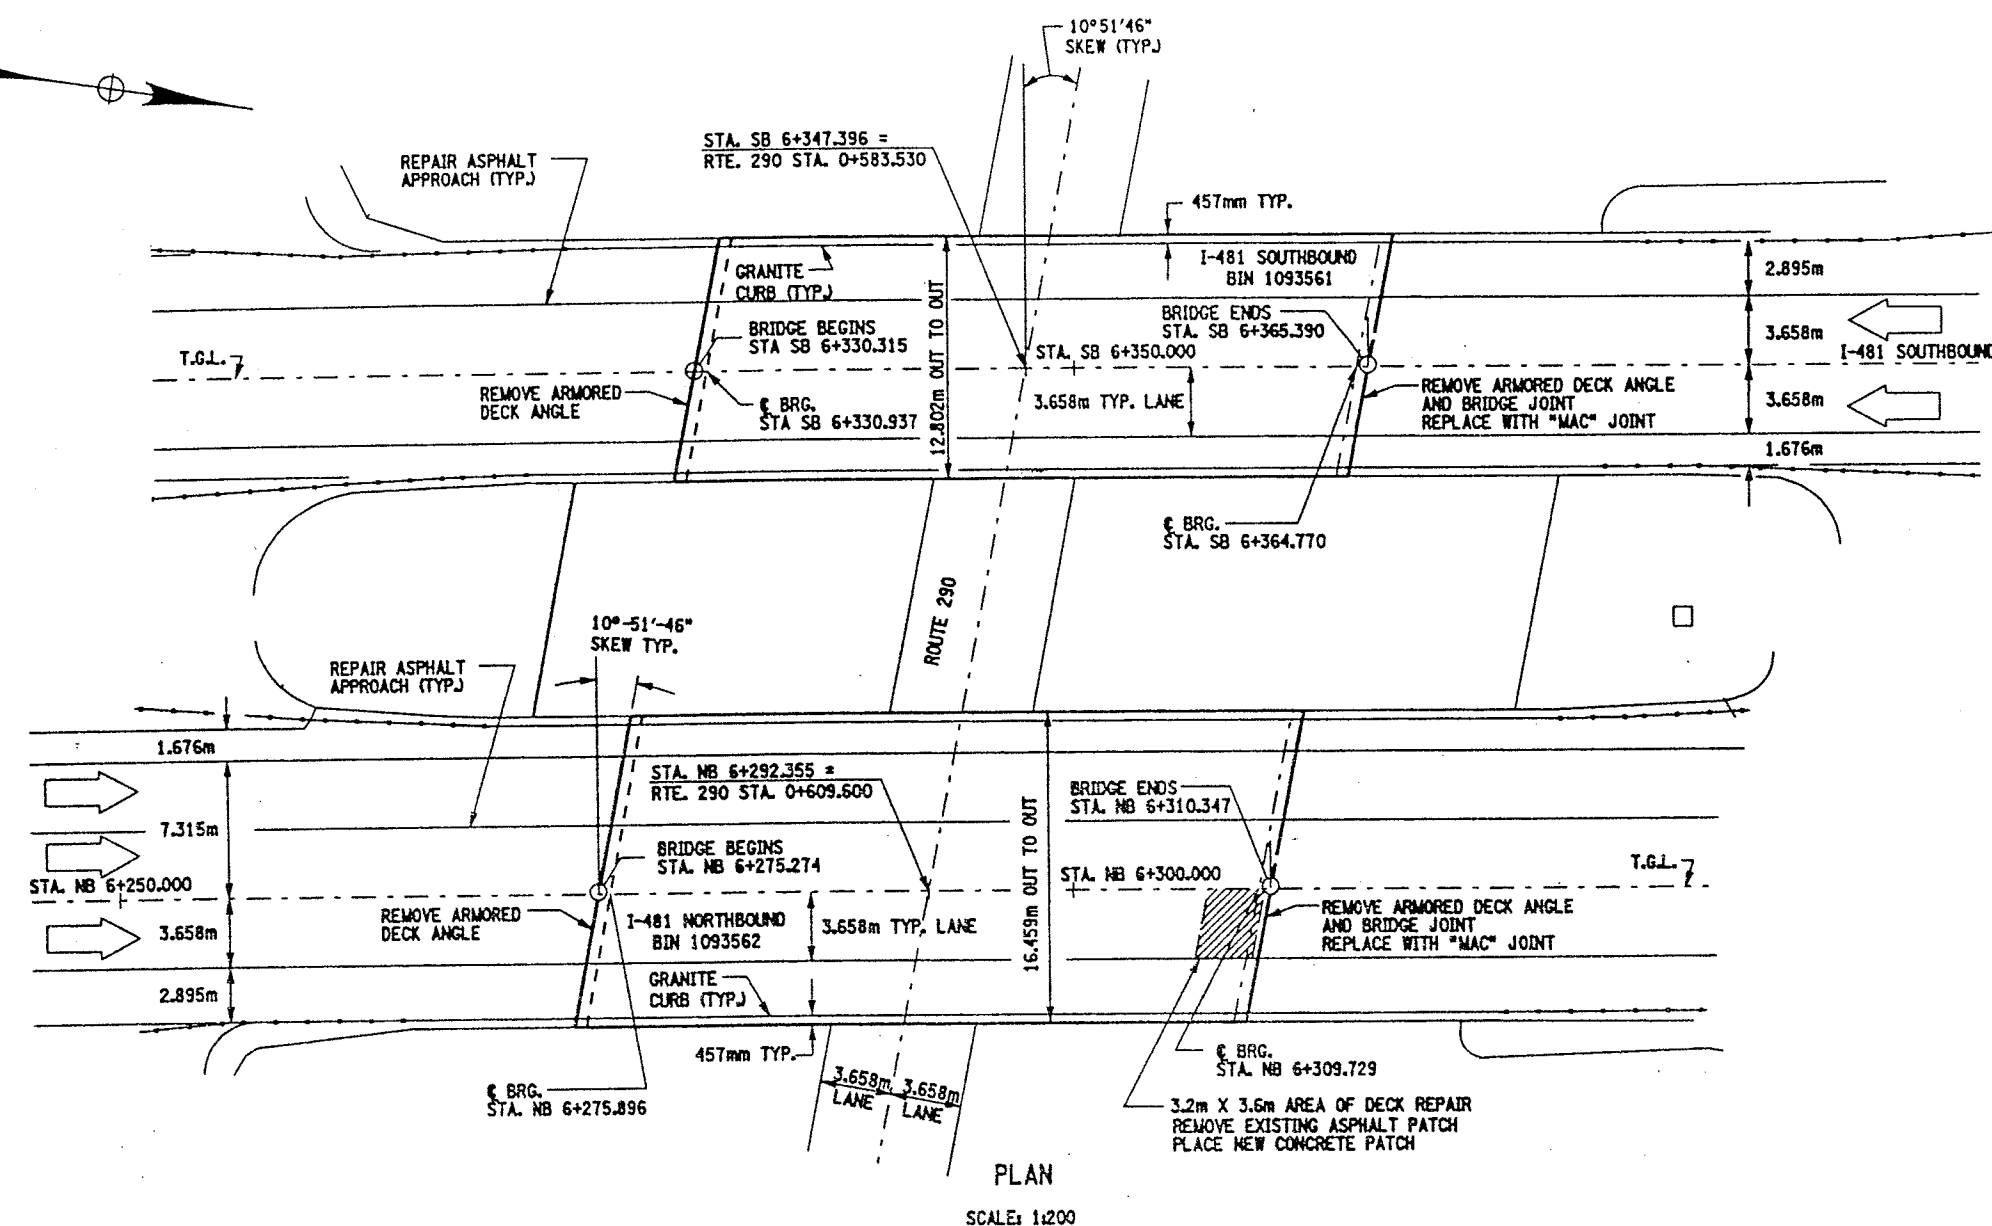 10°51'46"
SKEW (TYP.)
STA. SB 6+347.396 =
RTE. 290 STA. 0+583.530
REPAIR ASPHALT
APPROACH (TYP.)
457mm TYP.
GRANITE
CURB (TYP.)
12.802m OUT TO OUT
I-481 SOUTHBOUND
BIN 1093561
2.895m
BRIDGE BEGINS
STA SB 6+330.315
BRIDGE ENDS
STA. SB 6+365.390
3.658m
T.G.L.
STA. SB 6+350.000
I-481 SOUTHBOUND
REMOVE ARMORED
DECK ANGLE
℄ BRG.
STA SB 6+330.937
3.658m TYP. LANE
REMOVE ARMORED DECK ANGLE
AND BRIDGE JOINT
REPLACE WITH "MAC" JOINT
3.658m
1.676m
℄ BRG.
STA. SB 6+364.770
ROUTE 290
10°-51'-46"
SKEW TYP.
REPAIR ASPHALT
APPROACH (TYP.)
1.676m
STA. NB 6+292.355 =
RTE. 290 STA. 0+609.600
BRIDGE ENDS
STA. NB 6+310.347
7.315m
16.459m OUT TO OUT
BRIDGE BEGINS
STA. NB 6+275.274
T.G.L.
STA. NB 6+250.000
STA. NB 6+300.000
REMOVE ARMORED
DECK ANGLE
I-481 NORTHBOUND
BIN 1093562
3.658m TYP. LANE
REMOVE ARMORED DECK ANGLE
AND BRIDGE JOINT
REPLACE WITH "MAC" JOINT
3.658m
2.895m
GRANITE
CURB (TYP.)
457mm TYP.
℄ BRG.
STA. NB 6+309.729
℄ BRG.
STA. NB 6+275.896
3.658m
LANE
3.658m
LANE
3.2m X 3.6m AREA OF DECK REPAIR
REMOVE EXISTING ASPHALT PATCH
PLACE NEW CONCRETE PATCH
PLAN
SCALE: 1:200